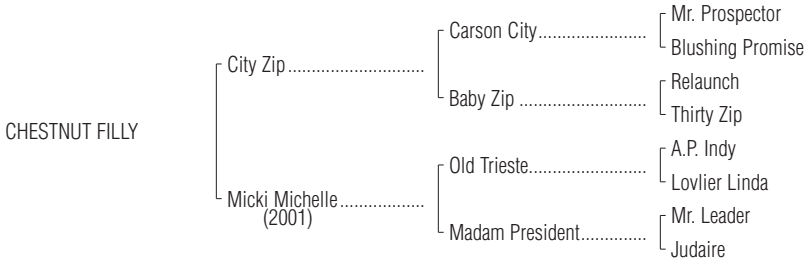 Mr. Prospector
Carson City......................
Blushing Promise
City Zip............................
Relaunch
Baby Zip ..........................
Thirty Zip
CHESTNUT FILLY
A.P. Indy
Old Trieste........................
Lovlier Linda
Micki Michelle.................
(2001)
Mr. Leader
Madam President.............
Judaire